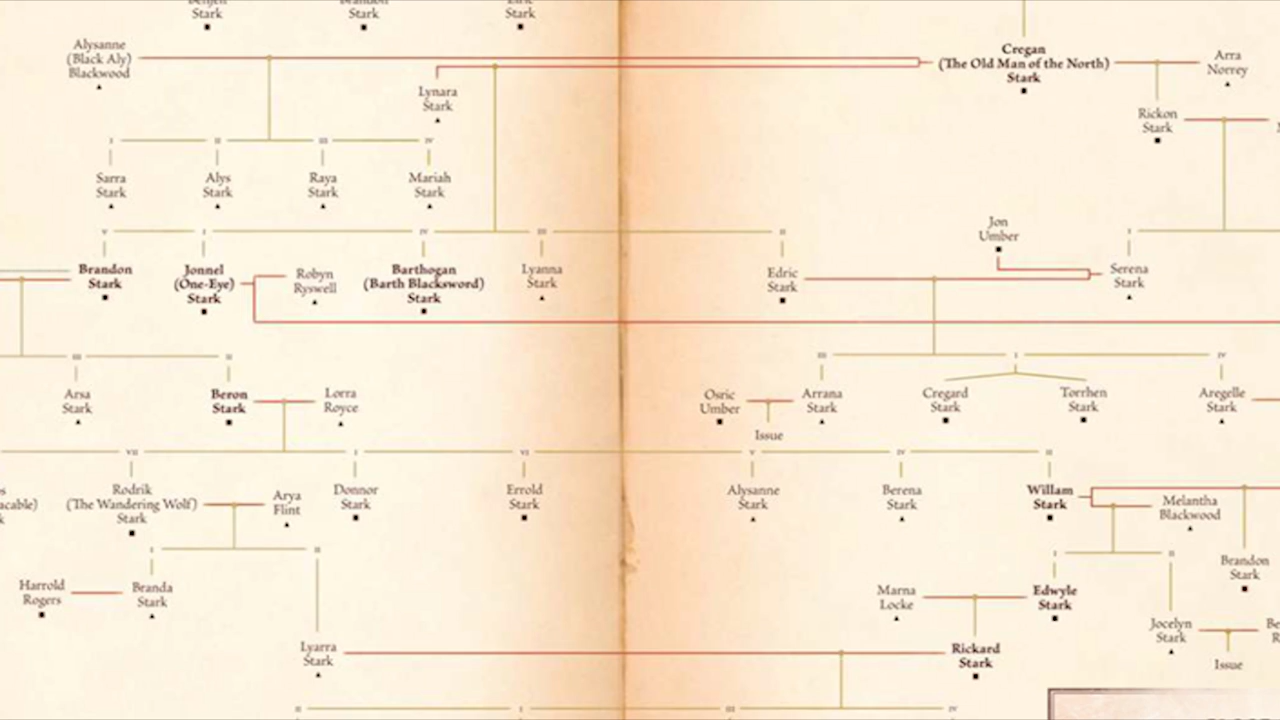 Stark
Stark
Stark
Alysanne
(Black Aly)
Blackwood
Cregan
(The Old Man of the North)
Stark
Arra
Norrey
Lynara
Stark
Rickon
Stark
I
II
III
IV
Sarra
Stark
Alys
Stark
Raya
Stark
Mariah
Stark
Jon
Umber
V
I
IV
III
II
I
Brandon
Stark
Jonnel
(One-Eye)
Stark
Robyn
Ryswell
Barthogan
(Barth Blacksword)
Stark
Lyanna
Stark
Edric
Stark
Serena
Stark
III
II
III
I
IV
Arsa
Stark
Beron
Stark
Lorra
Royce
Osric
Umber
Arrana
Stark
Cregard
Stark
Torrhen
Stark
Aregelle
Stark
Issue
VII
I
VI
V
IV
II
Rodrik
(The Wandering Wolf)
Stark
Arya
Flint
Donnor
Stark
Errold
Stark
Alysanne
Stark
Berena
Stark
Willam
Stark
Melantha
Blackwood
I
II
I
II
Harrold
Rogers
Branda
Stark
Marna
Locke
Edwyle
Stark
Brandon
Stark
Lyarra
Stark
Rickard
Stark
Jocelyn
Stark
Issue
II
I
III
IV